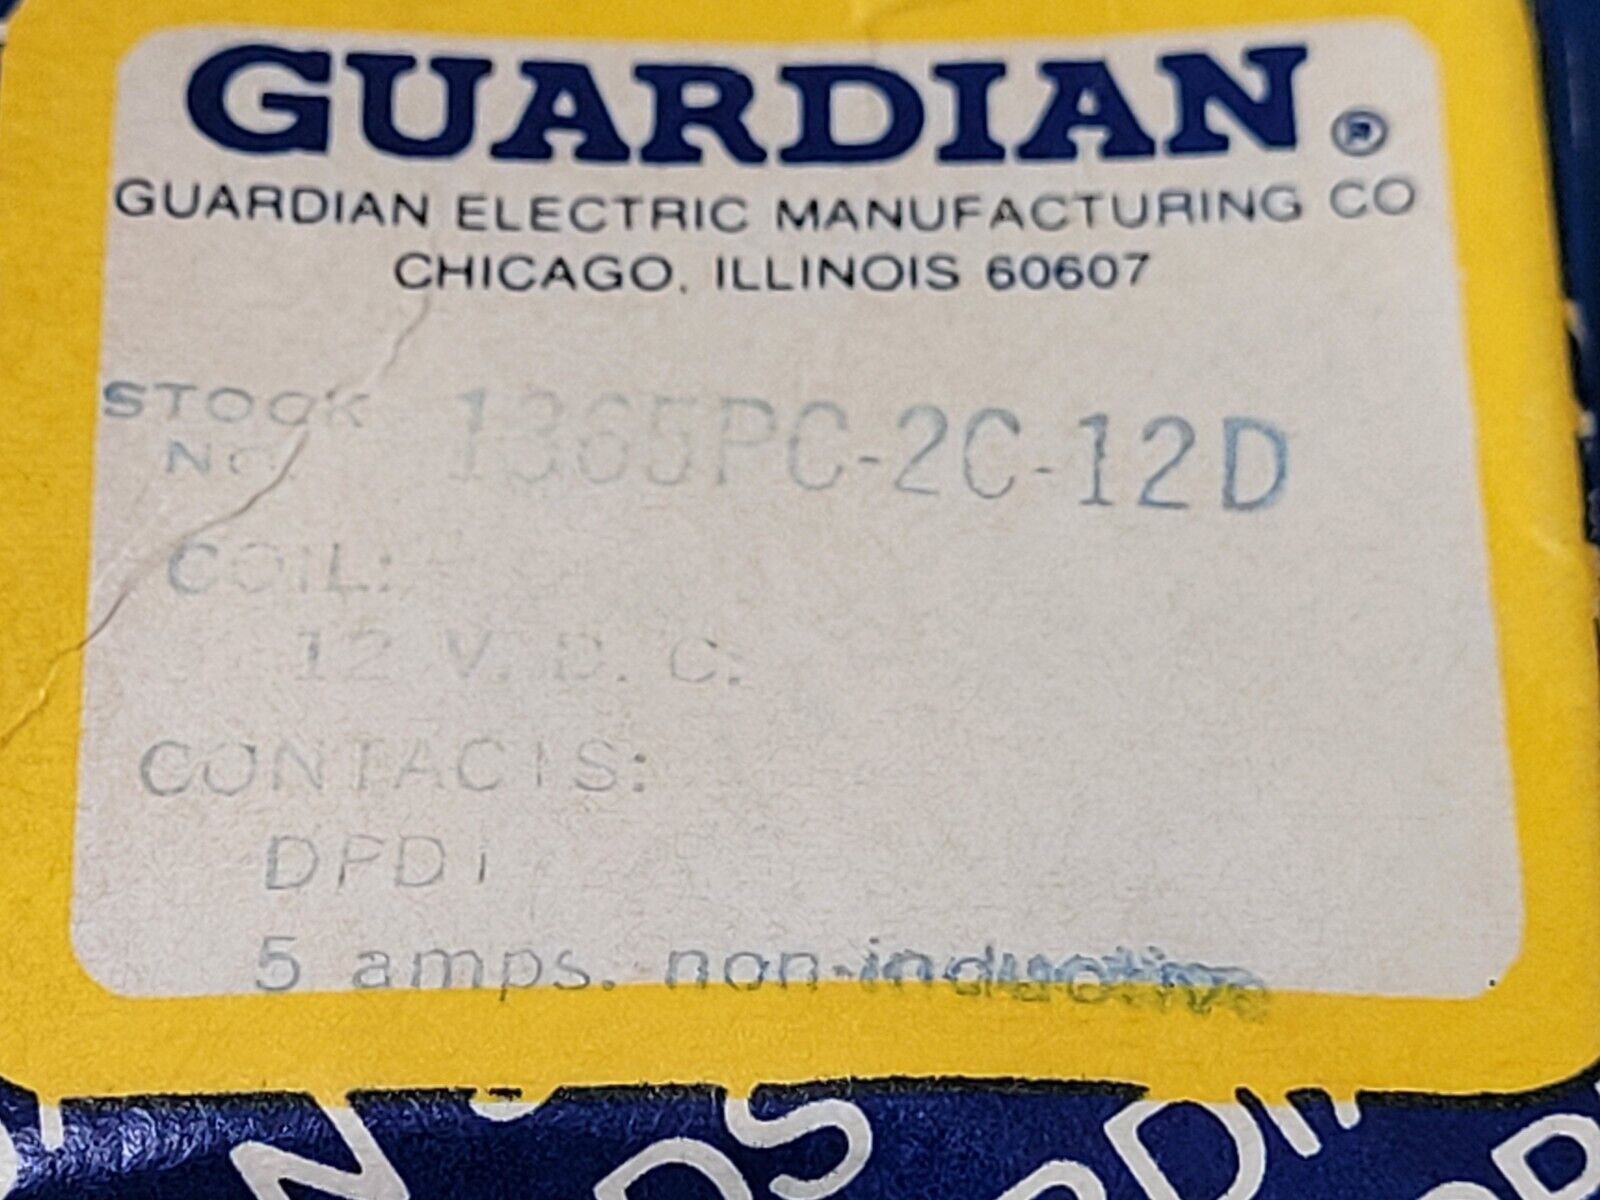 GUARDIAN®
GUARDIAN ELECTRIC MANUFACTURING CO
CHICAGO, ILLINOIS 60607
STOCK
NO. 1365PC-2C-12D
COIL:
12 V. D. C.
CONTACTS:
DPDT
5 amps. non-inductive